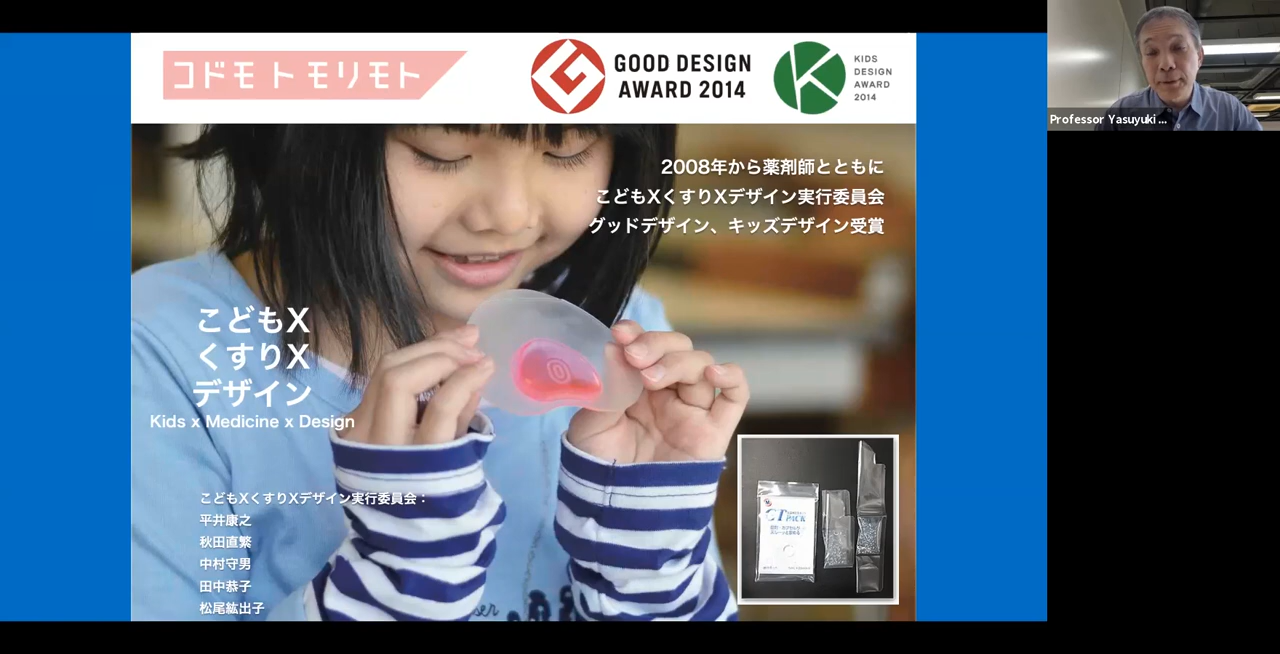 コドモ ト モリモト
GOOD DESIGN
AWARD 2014
KIDS
DESIGN
AWARD
2014
Professor Yasuyuki ...
2008年から薬剤師とともに
こどもXくすりXデザイン実行委員会
グッドデザイン、キッズデザイン受賞
こどもX
くすりX
デザイン
Kids x Medicine x Design
こどもXくすりXデザイン実行委員会：
平井康之
秋田直繁
中村守男
田中恭子
松尾紘出子
CT
PACK